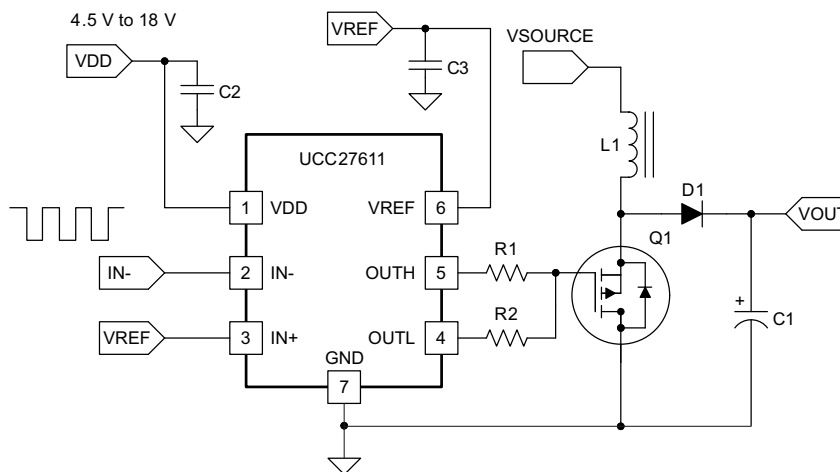 4.5 V to 18 V
VDD
VREF
VSOURCE
C2
C3
UCC27611
L1
1 VDD
VREF 6
D1
VOUT
Q1
IN-
2 IN-
OUTH 5
R1
VREF
3 IN+
OUTL 4
R2
+
C1
GND
7